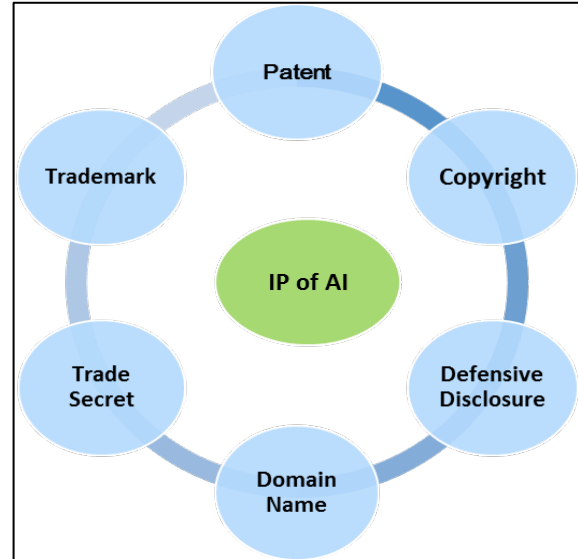 Patent
Copyright
Defensive
Disclosure
Domain
Name
Trade
Secret
Trademark
IP of AI